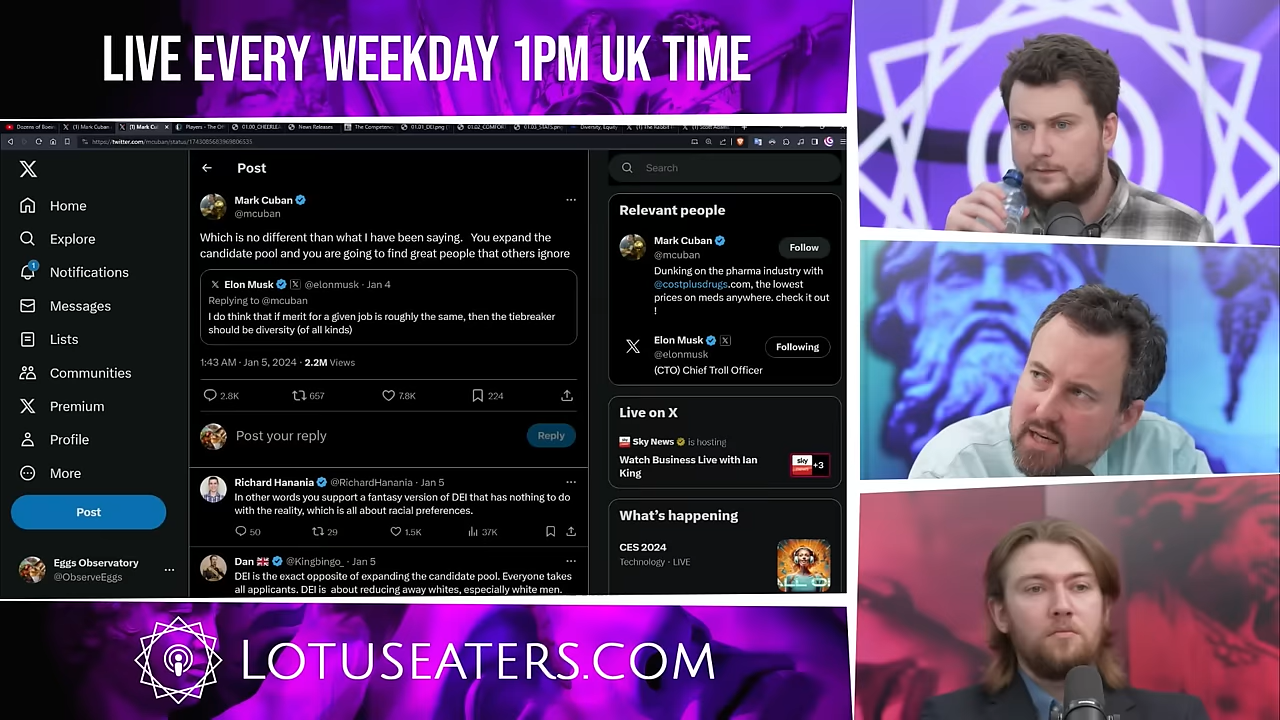 LIVE EVERY WEEKDAY 1PM UK TIME
https://twitter.com/mcuban/status/1743085683969806535
Home
Explore
1
Notifications
Messages
Lists
Communities
Premium
Profile
More
Post
Eggs Observatory
@ObserveEggs
Post
Mark Cuban
@mcuban
Which is no different than what I have been saying. You expand the
candidate pool and you are going to find great people that others ignore
Elon Musk @elonmusk · Jan 4
Replying to @mcuban
I do think that if merit for a given job is roughly the same, then the tiebreaker
should be diversity (of all kinds)
1:43 AM · Jan 5, 2024 · 2.2M Views
2.8K 657 7.8K 224
Post your reply
Reply
Richard Hanania @RichardHanania · Jan 5
In other words you support a fantasy version of DEI that has nothing to do
with the reality, which is all about racial preferences.
50 29 1.5K 37K
Dan @Kingbingo_ · Jan 5
DEI is the exact opposite of expanding the candidate pool. Everyone takes
all applicants. DEI is about reducing away whites, especially white men.
Search
Relevant people
Mark Cuban
@mcuban
Follow
Dunking on the pharma industry with
@costplusdrugs.com, the lowest
prices on meds anywhere. check it out
!
Elon Musk
@elonmusk
Following
(CTO) Chief Troll Officer
Live on X
Sky News is hosting
Watch Business Live with Ian
King
sky
+3
What's happening
CES 2024
Technology · LIVE
LOTUSEATERS.COM